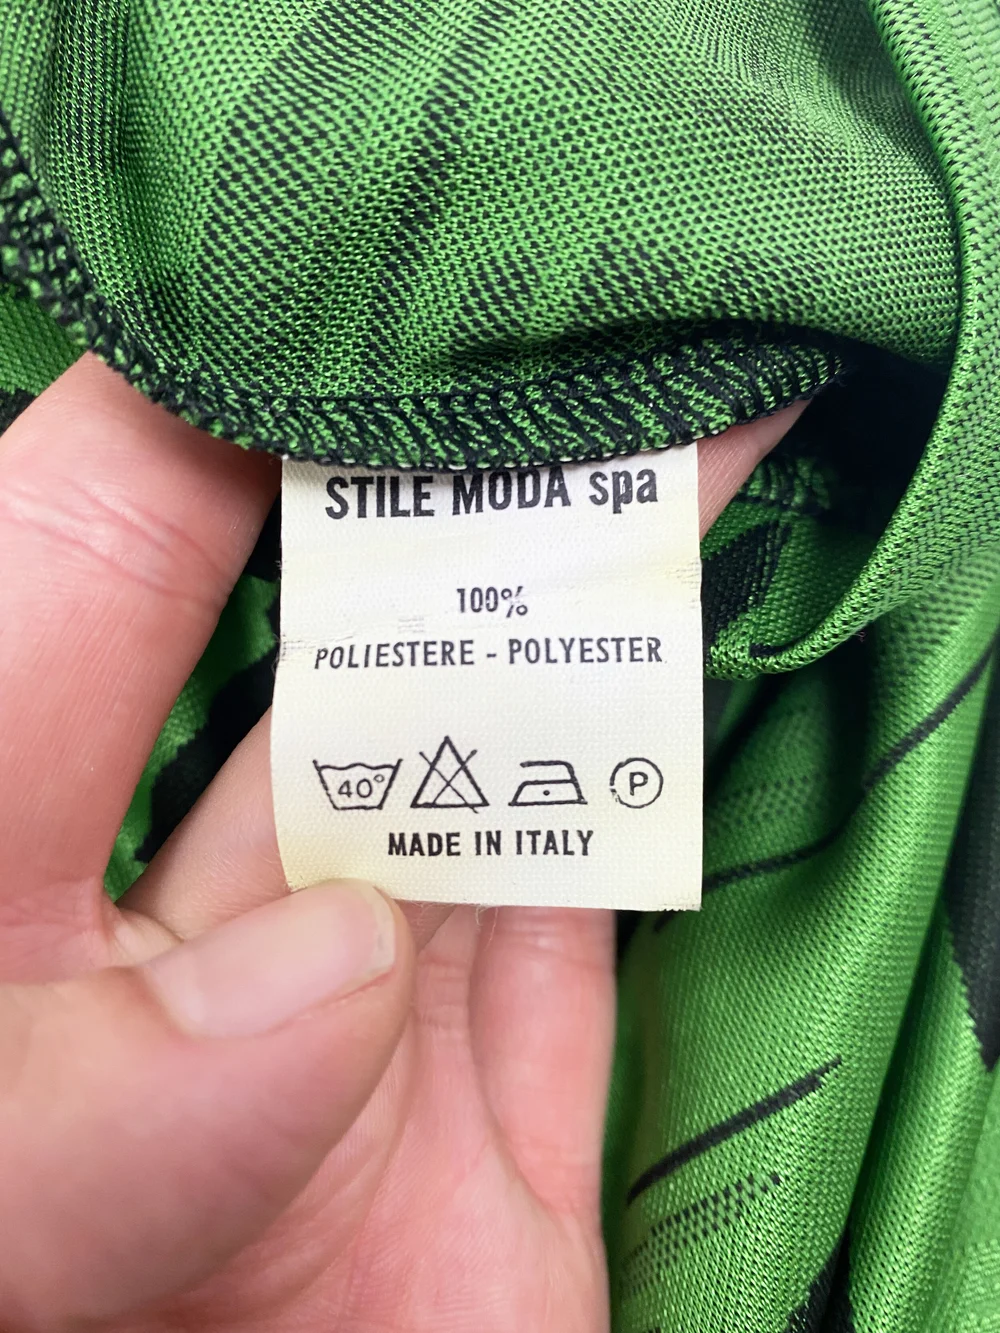 STILE MODA spa
100%
POLIESTERE - POLYESTER
40° P
MADE IN ITALY